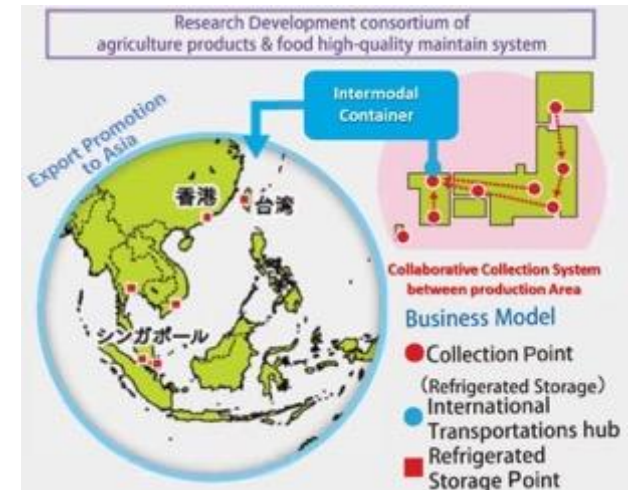 Research Development consortium of
agriculture products & food high-quality maintain system
Intermodal
Container
Export Promotion
to Asia
香港
台湾
シンガポール
Collaborative Collection System
between production Area
Business Model
Collection Point
(Refrigerated Storage)
International
Transportations hub
Refrigerated
Storage Point